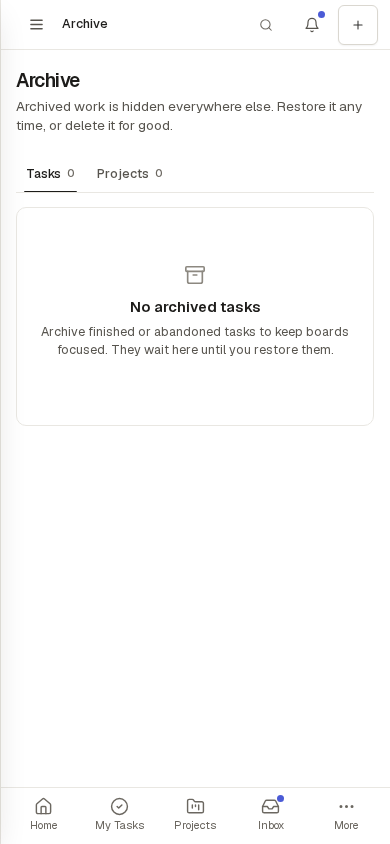 Archive
Archive
Archived work is hidden everywhere else. Restore it any
time, or delete it for good.
Tasks 0 Projects 0
No archived tasks
Archive finished or abandoned tasks to keep boards
focused. They wait here until you restore them.
Home My Tasks Projects Inbox More